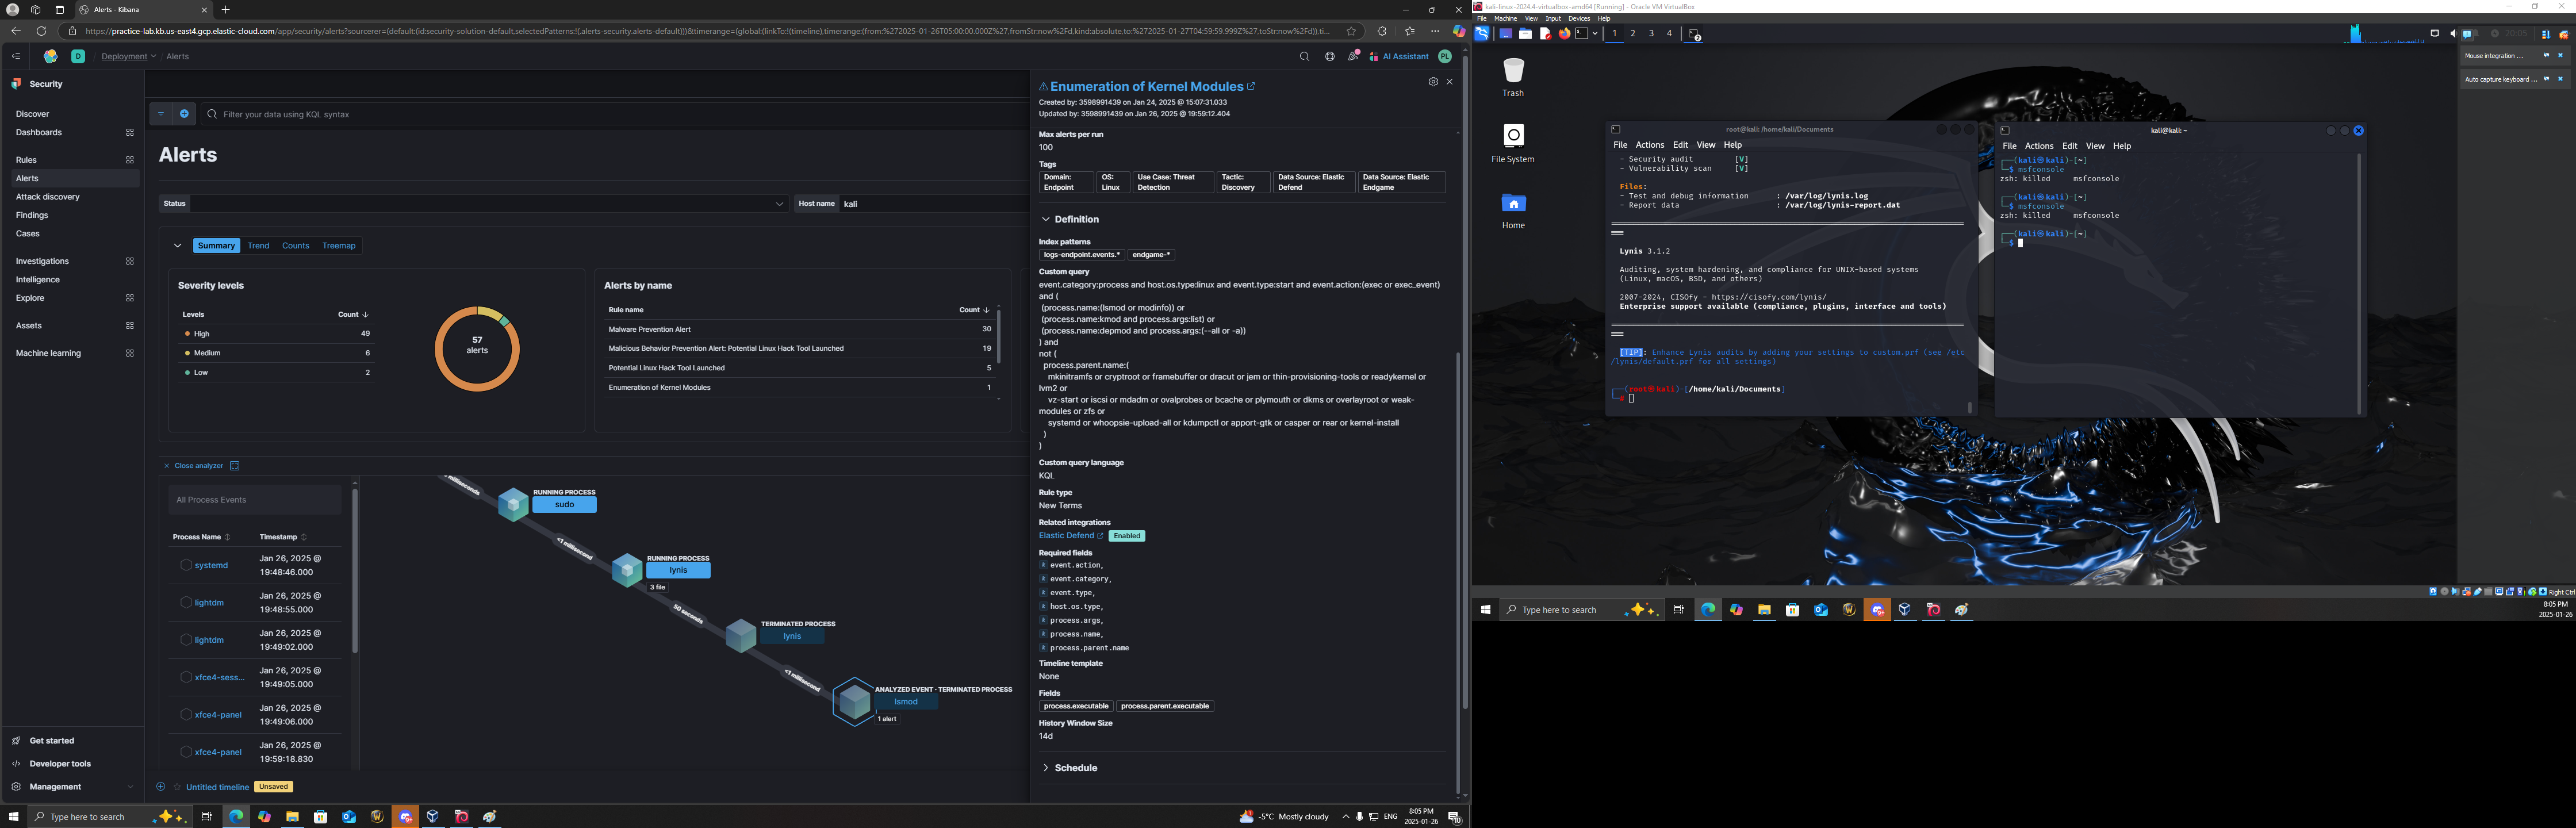 Alerts - Kibana
https://practice-lab.kb.us-east4.gcp.elastic-cloud.com/app/security/alerts?sourcerer=(default:(id:security-solution-default,selectedPatterns:!(.alerts-security.alerts-default)))&timerange=(global:(linkTo:!(timeline),timerange:(from:%272025-01-26T05:00:00.000Z%27,fromStr:now%2Fd,kind:absolute,to:%272025-01-27T04:59:59.999Z%27,toStr:now%2Fd)),ti...
D
Deployment
Alerts
AI Assistant
PL
Security
Discover
Dashboards
Rules
Alerts
Attack discovery
Findings
Cases
Investigations
Intelligence
Explore
Assets
Machine learning
Get started
Developer tools
Management
Filter your data using KQL syntax
Alerts
Status
Host name kali
Summary Trend Counts Treemap
Severity levels
Levels Count
High 49
Medium 6
Low 2
57
alerts
Alerts by name
Rule name Count
Malware Prevention Alert 30
Malicious Behavior Prevention Alert: Potential Linux Hack Tool Launched 19
Potential Linux Hack Tool Launched 5
Enumeration of Kernel Modules 1
Close analyzer
All Process Events
Process Name Timestamp
systemd Jan 26, 2025 @
19:48:46.000
lightdm Jan 26, 2025 @
19:48:55.000
lightdm Jan 26, 2025 @
19:49:02.000
xfce4-sess... Jan 26, 2025 @
19:49:05.000
xfce4-panel Jan 26, 2025 @
19:49:06.000
xfce4-panel Jan 26, 2025 @
19:59:18.830
milliseconds
RUNNING PROCESS
sudo
<1 millisecond
RUNNING PROCESS
lynis
3 file
50 seconds
TERMINATED PROCESS
lynis
<1 millisecond
ANALYZED EVENT · TERMINATED PROCESS
lsmod
1 alert
Untitled timeline Unsaved
Enumeration of Kernel Modules
Created by: 3598991439 on Jan 24, 2025 @ 15:07:31.033
Updated by: 3598991439 on Jan 26, 2025 @ 19:59:12.404
Max alerts per run
100
Tags
Domain: Endpoint
OS: Linux
Use Case: Threat Detection
Tactic: Discovery
Data Source: Elastic Defend
Data Source: Elastic Endgame
Definition
Index patterns
logs-endpoint.events.* endgame-*
Custom query
event.category:process and host.os.type:linux and event.type:start and event.action:(exec or exec_event)
and (
(process.name:(lsmod or modinfo)) or
(process.name:kmod and process.args:list) or
(process.name:depmod and process.args:(--all or -a))
) and
not (
process.parent.name:(
mkinitramfs or cryptroot or framebuffer or dracut or jem or thin-provisioning-tools or readykernel or
lvm2 or
vz-start or iscsi or mdadm or ovalprobes or bcache or plymouth or dkms or overlayroot or weak-
modules or zfs or
systemd or whoopsie-upload-all or kdumpctl or apport-gtk or casper or rear or kernel-install
)
)
Custom query language
KQL
Rule type
New Terms
Related integrations
Elastic Defend Enabled
Required fields
event.action,
event.category,
event.type,
host.os.type,
process.args,
process.name,
process.parent.name
Timeline template
None
Fields
process.executable process.parent.executable
History Window Size
14d
Schedule
Type here to search
-5°C Mostly cloudy
ENG
8:05 PM
2025-01-26
kali-linux-2024.4-virtualbox-amd64 [Running] - Oracle VM VirtualBox
File Machine View Input Devices Help
1 2 3 4
20:05
Mouse integration ...
Auto capture keyboard ...
Trash
File System
Home
root@kali: /home/kali/Documents
File Actions Edit View Help
- Security audit [V]
- Vulnerability scan [V]
Files:
- Test and debug information : /var/log/lynis.log
- Report data : /var/log/lynis-report.dat
Lynis 3.1.2
Auditing, system hardening, and compliance for UNIX-based systems
(Linux, macOS, BSD, and others)
2007-2024, CISOfy - https://cisofy.com/lynis/
Enterprise support available (compliance, plugins, interface and tools)
[TIP]: Enhance Lynis audits by adding your settings to custom.prf (see /etc
/lynis/default.prf for all settings)
(root㉿kali)-[/home/kali/Documents]
#
kali@kali: ~
File Actions Edit View Help
(kali㉿kali)-[~]
$ msfconsole
zsh: killed msfconsole
(kali㉿kali)-[~]
$ msfconsole
zsh: killed msfconsole
(kali㉿kali)-[~]
$
Right Ctrl
Type here to search
8:05 PM
2025-01-26